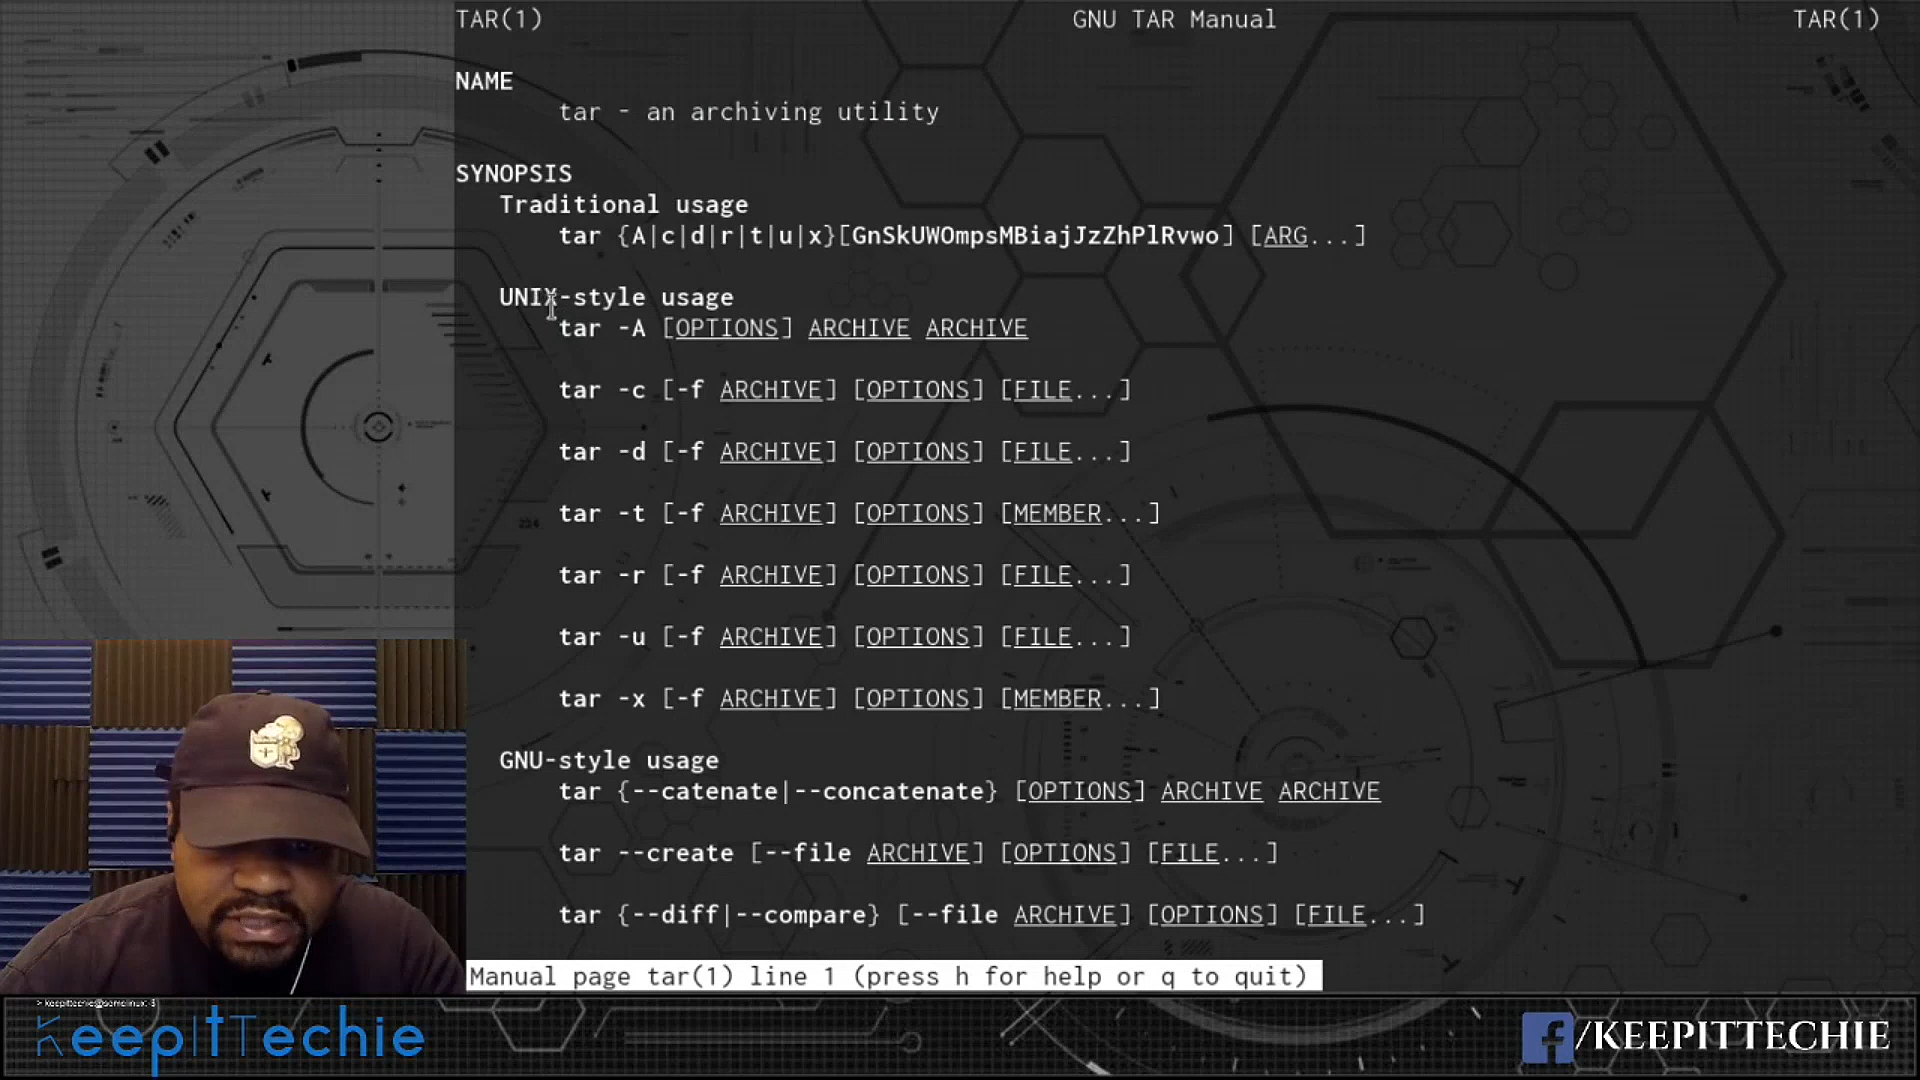 TAR(1) GNU TAR Manual TAR(1)
NAME
tar - an archiving utility
SYNOPSIS
Traditional usage
tar {A|c|d|r|t|u|x}[GnSkUWOmpsMBiajJzZhPlRvwo] [ARG...]
UNIX-style usage
tar -A [OPTIONS] ARCHIVE ARCHIVE
tar -c [-f ARCHIVE] [OPTIONS] [FILE...]
tar -d [-f ARCHIVE] [OPTIONS] [FILE...]
tar -t [-f ARCHIVE] [OPTIONS] [MEMBER...]
tar -r [-f ARCHIVE] [OPTIONS] [FILE...]
tar -u [-f ARCHIVE] [OPTIONS] [FILE...]
tar -x [-f ARCHIVE] [OPTIONS] [MEMBER...]
GNU-style usage
tar {--catenate|--concatenate} [OPTIONS] ARCHIVE ARCHIVE
tar --create [--file ARCHIVE] [OPTIONS] [FILE...]
tar {--diff|--compare} [--file ARCHIVE] [OPTIONS] [FILE...]
Manual page tar(1) line 1 (press h for help or q to quit)
> keepittechie@somelinux:~$
KeepItTechie
f/KEEPITTECHIE